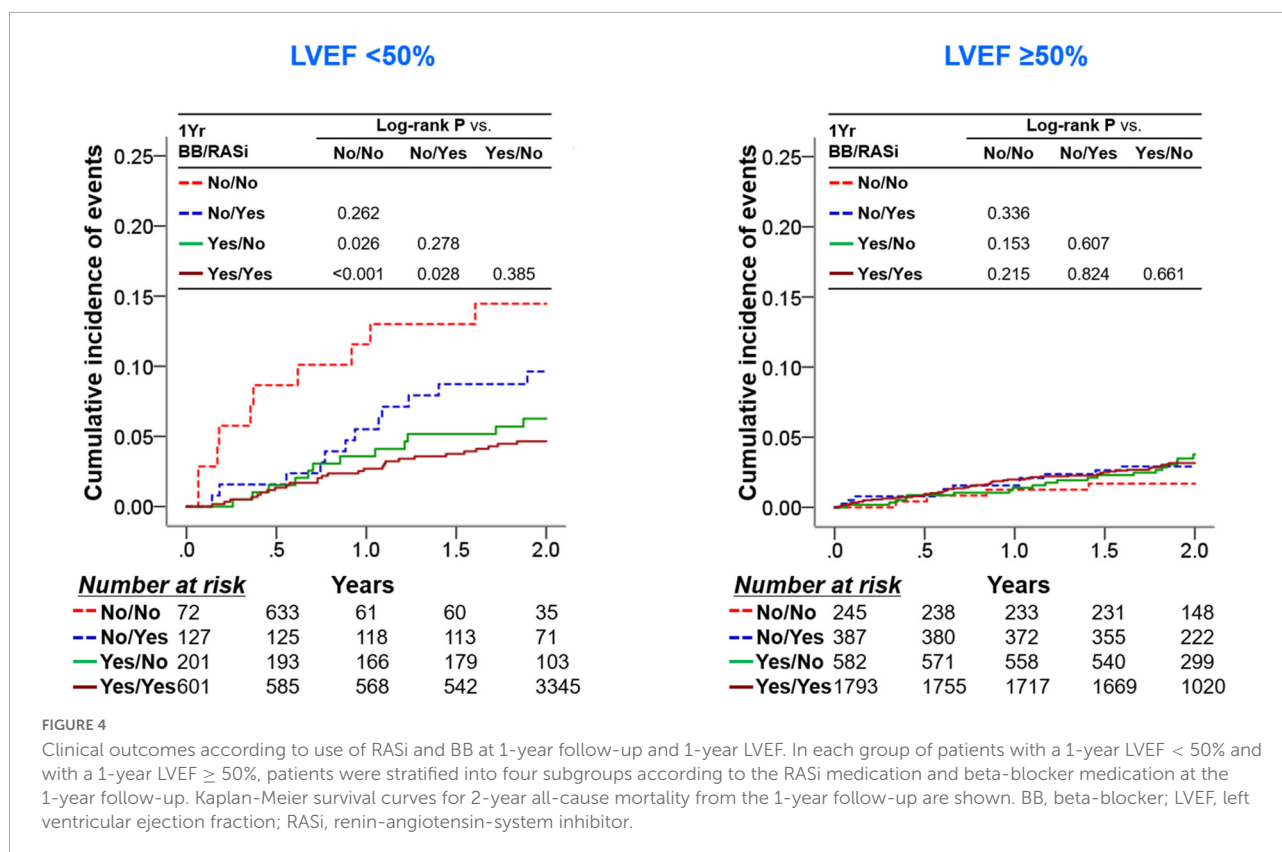 LVEF <50%
1Yr
BB/RASi
Log-rank P vs.
No/No No/Yes Yes/No
No/No
No/Yes 0.262
Yes/No 0.026 0.278
Yes/Yes <0.001 0.028 0.385
Cumulative incidence of events
0.25
0.20
0.15
0.10
0.05
0.00
.0 .5 1.0 1.5 2.0
Number at risk Years
No/No 72 633 61 60 35
No/Yes 127 125 118 113 71
Yes/No 201 193 166 179 103
Yes/Yes 601 585 568 542 3345
LVEF ≥50%
1Yr
BB/RASi
Log-rank P vs.
No/No No/Yes Yes/No
No/No
No/Yes 0.336
Yes/No 0.153 0.607
Yes/Yes 0.215 0.824 0.661
Cumulative incidence of events
0.25
0.20
0.15
0.10
0.05
0.00
.0 .5 1.0 1.5 2.0
Number at risk Years
No/No 245 238 233 231 148
No/Yes 387 380 372 355 222
Yes/No 582 571 558 540 299
Yes/Yes 1793 1755 1717 1669 1020
FIGURE 4
Clinical outcomes according to use of RASi and BB at 1-year follow-up and 1-year LVEF. In each group of patients with a 1-year LVEF < 50% and
with a 1-year LVEF ≥ 50%, patients were stratified into four subgroups according to the RASi medication and beta-blocker medication at the
1-year follow-up. Kaplan-Meier survival curves for 2-year all-cause mortality from the 1-year follow-up are shown. BB, beta-blocker; LVEF, left
ventricular ejection fraction; RASi, renin-angiotensin-system inhibitor.